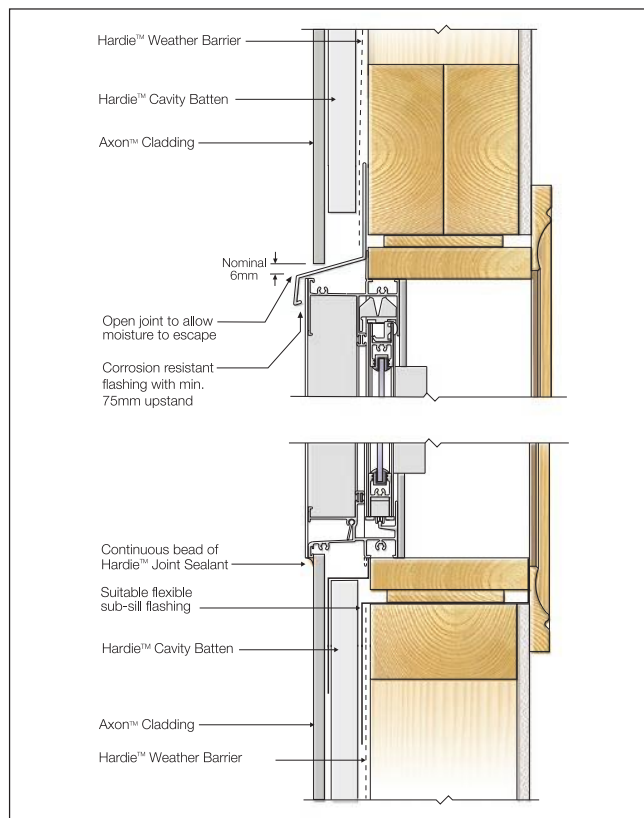 Hardie™ Weather Barrier
Hardie™ Cavity Batten
Axon™ Cladding
Nominal
6mm
Open joint to allow
moisture to escape
Corrosion resistant
flashing with min.
75mm upstand
Continuous bead of
Hardie™ Joint Sealant
Suitable flexible
sub-sill flashing
Hardie™ Cavity Batten
Axon™ Cladding
Hardie™ Weather Barrier